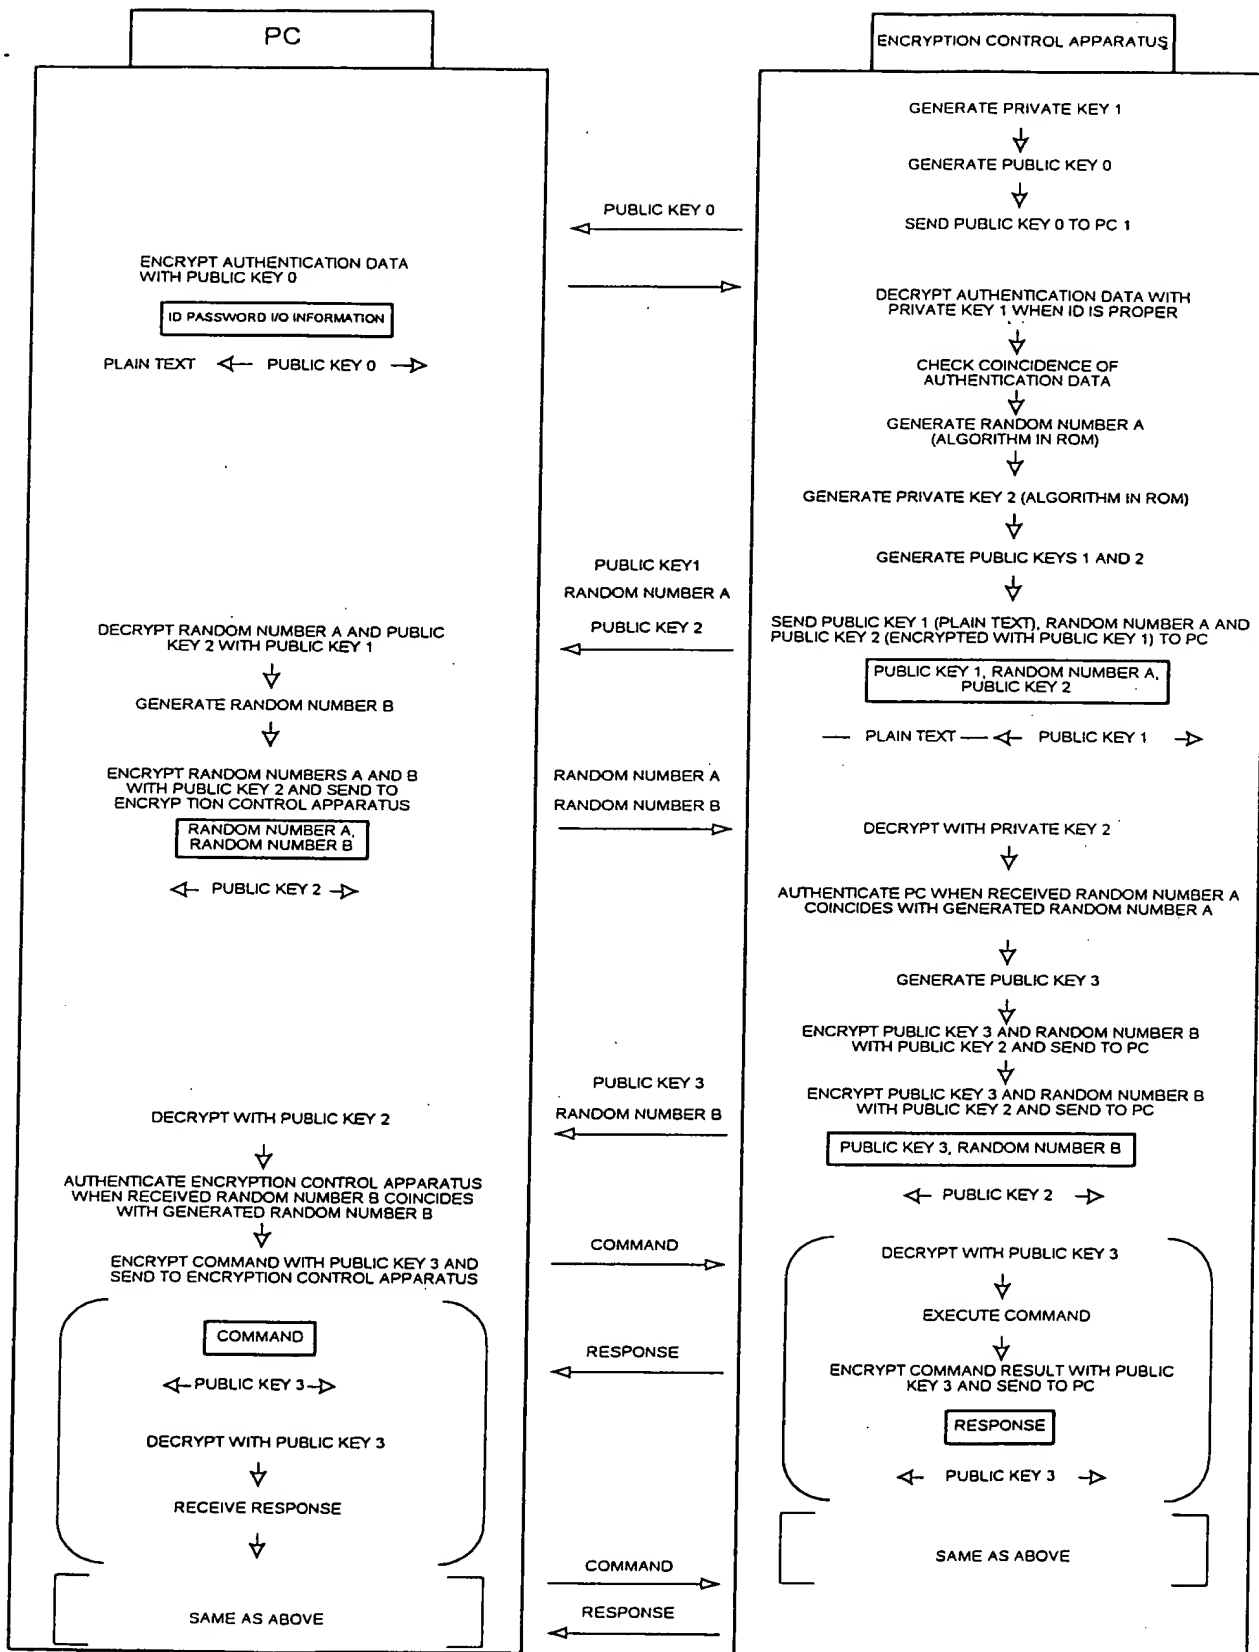 PC
ENCRYPTION CONTROL APPARATUS
GENERATE PRIVATE KEY 1
GENERATE PUBLIC KEY 0
PUBLIC KEY 0
SEND PUBLIC KEY 0 TO PC 1
ENCRYPT AUTHENTICATION DATA
WITH PUBLIC KEY 0
DECRYPT AUTHENTICATION DATA WITH
PRIVATE KEY 1 WHEN ID IS PROPER
ID PASSWORD I/O INFORMATION
PLAIN TEXT PUBLIC KEY 0
CHECK COINCIDENCE OF
AUTHENTICATION DATA
GENERATE RANDOM NUMBER A
(ALGORITHM IN ROM)
GENERATE PRIVATE KEY 2 (ALGORITHM IN ROM)
GENERATE PUBLIC KEYS 1 AND 2
PUBLIC KEY1
RANDOM NUMBER A
PUBLIC KEY 2
SEND PUBLIC KEY 1 (PLAIN TEXT), RANDOM NUMBER A AND
PUBLIC KEY 2 (ENCRYPTED WITH PUBLIC KEY 1) TO PC
DECRYPT RANDOM NUMBER A AND PUBLIC
KEY 2 WITH PUBLIC KEY 1
PUBLIC KEY 1, RANDOM NUMBER A,
PUBLIC KEY 2
GENERATE RANDOM NUMBER B
PLAIN TEXT PUBLIC KEY 1
ENCRYPT RANDOM NUMBERS A AND B
WITH PUBLIC KEY 2 AND SEND TO
ENCRYP TION CONTROL APPARATUS
RANDOM NUMBER A
RANDOM NUMBER B
RANDOM NUMBER A,
RANDOM NUMBER B
DECRYPT WITH PRIVATE KEY 2
PUBLIC KEY 2
AUTHENTICATE PC WHEN RECEIVED RANDOM NUMBER A
COINCIDES WITH GENERATED RANDOM NUMBER A
GENERATE PUBLIC KEY 3
ENCRYPT PUBLIC KEY 3 AND RANDOM NUMBER B
WITH PUBLIC KEY 2 AND SEND TO PC
PUBLIC KEY 3
RANDOM NUMBER B
ENCRYPT PUBLIC KEY 3 AND RANDOM NUMBER B
WITH PUBLIC KEY 2 AND SEND TO PC
DECRYPT WITH PUBLIC KEY 2
PUBLIC KEY 3, RANDOM NUMBER B
AUTHENTICATE ENCRYPTION CONTROL APPARATUS
WHEN RECEIVED RANDOM NUMBER B COINCIDES
WITH GENERATED RANDOM NUMBER B
PUBLIC KEY 2
ENCRYPT COMMAND WITH PUBLIC KEY 3 AND
SEND TO ENCRYPTION CONTROL APPARATUS
COMMAND
DECRYPT WITH PUBLIC KEY 3
EXECUTE COMMAND
COMMAND
RESPONSE
ENCRYPT COMMAND RESULT WITH PUBLIC
KEY 3 AND SEND TO PC
PUBLIC KEY 3
RESPONSE
DECRYPT WITH PUBLIC KEY 3
PUBLIC KEY 3
RECEIVE RESPONSE
SAME AS ABOVE
COMMAND
RESPONSE
SAME AS ABOVE